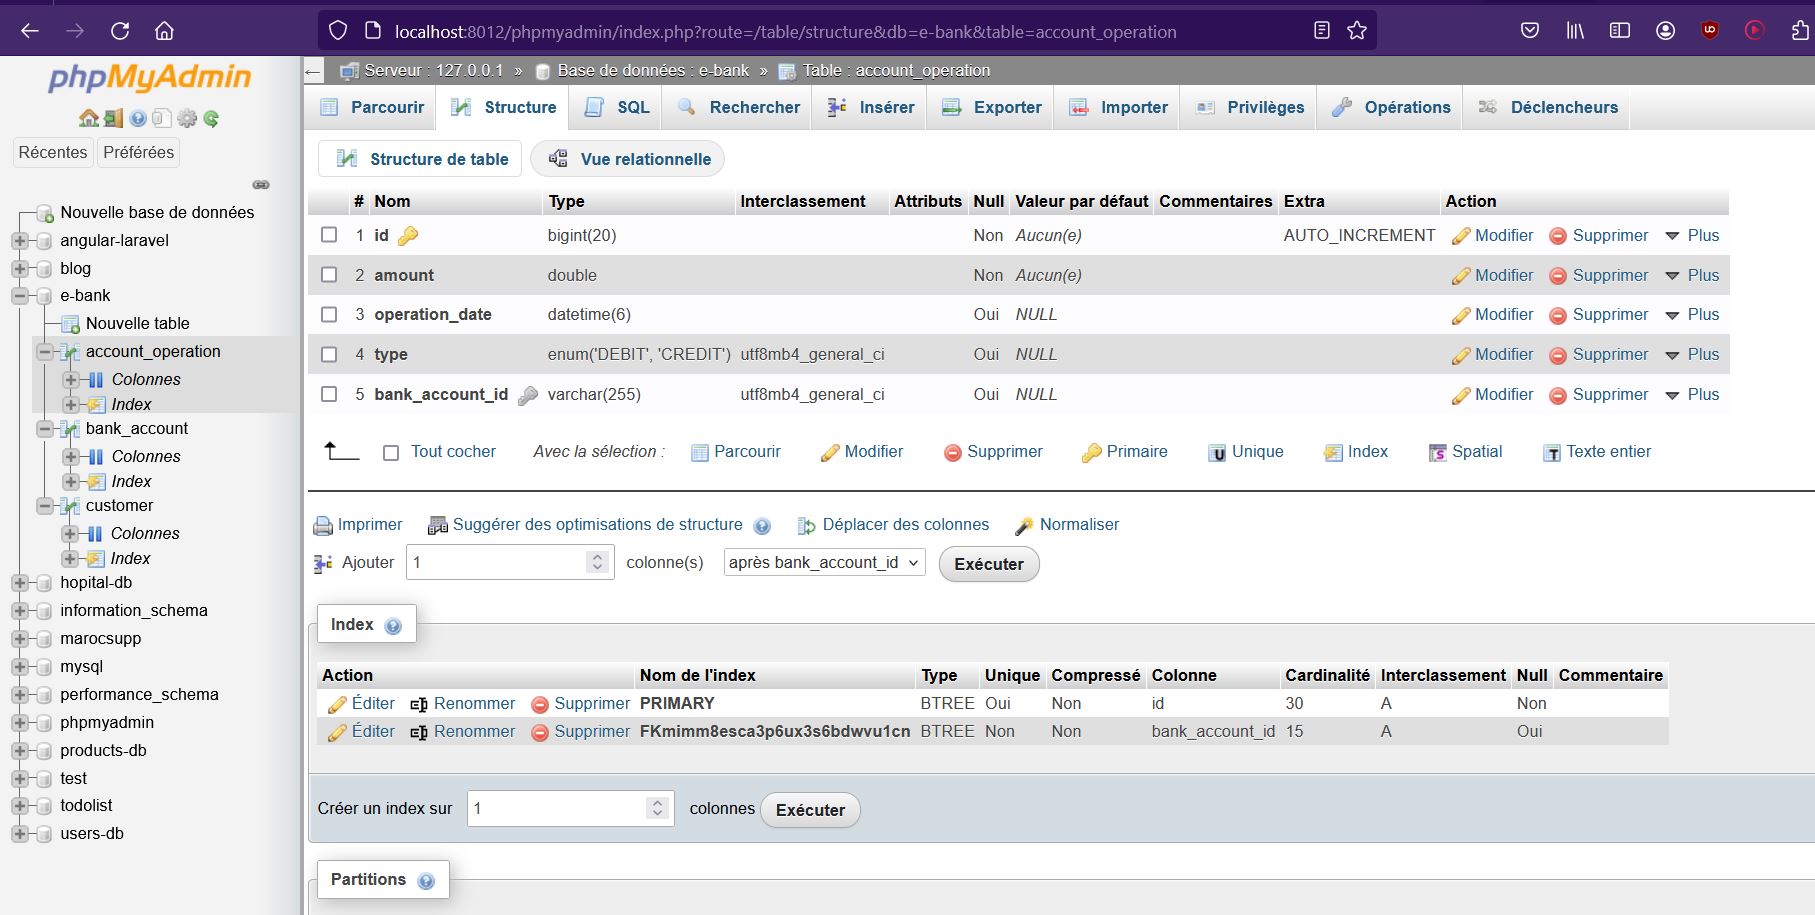 localhost:8012/phpmyadmin/index.php?route=/table/structure&db=e-bank&table=account_operation
phpMyAdmin
Récentes Préférées
Nouvelle base de données
angular-laravel
blog
e-bank
Nouvelle table
account_operation
Colonnes
Index
bank_account
Colonnes
Index
customer
Colonnes
Index
hopital-db
information_schema
marocsupp
mysql
performance_schema
phpmyadmin
products-db
test
todolist
users-db
Serveur : 127.0.0.1 » Base de données : e-bank » Table : account_operation
Parcourir Structure SQL Rechercher Insérer Exporter Importer Privilèges Opérations Déclencheurs
Structure de table Vue relationnelle
# Nom Type Interclassement Attributs Null Valeur par défaut Commentaires Extra Action
1 id bigint(20) Non Aucun(e) AUTO_INCREMENT Modifier Supprimer Plus
2 amount double Non Aucun(e) Modifier Supprimer Plus
3 operation_date datetime(6) Oui NULL Modifier Supprimer Plus
4 type enum('DEBIT', 'CREDIT') utf8mb4_general_ci Oui NULL Modifier Supprimer Plus
5 bank_account_id varchar(255) utf8mb4_general_ci Oui NULL Modifier Supprimer Plus
Tout cocher Avec la sélection : Parcourir Modifier Supprimer Primaire Unique Index Spatial Texte entier
Imprimer Suggérer des optimisations de structure Déplacer des colonnes Normaliser
Ajouter 1 colonne(s) après bank_account_id Exécuter
Index
Action Nom de l'index Type Unique Compressé Colonne Cardinalité Interclassement Null Commentaire
Éditer Renommer Supprimer PRIMARY BTREE Oui Non id 30 A Non
Éditer Renommer Supprimer FKmimm8esca3p6ux3s6bdwvu1cn BTREE Non Non bank_account_id 15 A Oui
Créer un index sur 1 colonnes Exécuter
Partitions